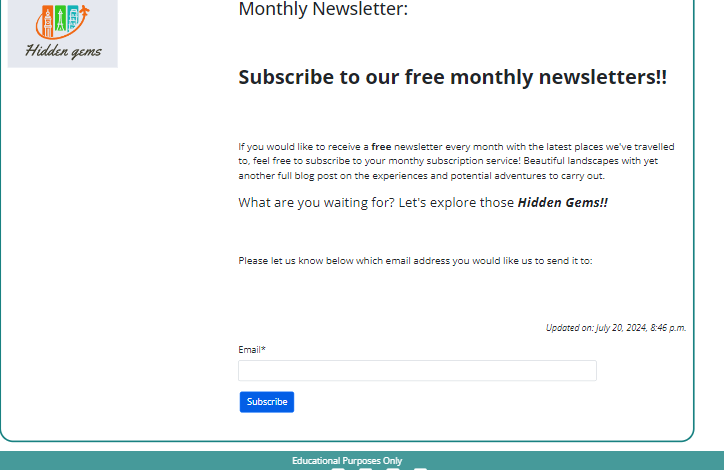 Monthly Newsletter:
Hidden gems
Subscribe to our free monthly newsletters!!
If you would like to receive a free newsletter every month with the latest places we've travelled
to, feel free to subscribe to your monthy subscription service! Beautiful landscapes with yet
another full blog post on the experiences and potential adventures to carry out.
What are you waiting for? Let's explore those Hidden Gems!!
Please let us know below which email address you would like us to send it to:
Updated on: July 20, 2024, 8:46 p.m.
Email*
Subscribe
Educational Purposes Only